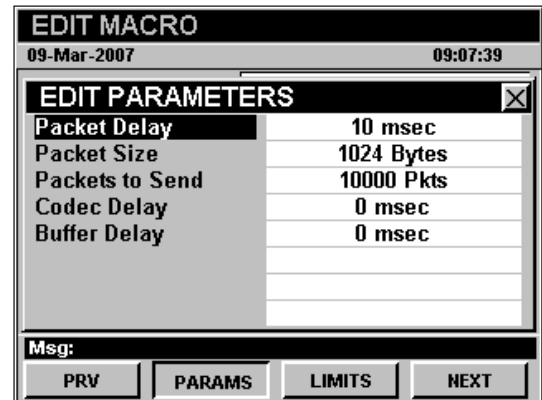 EDIT MACRO
09-Mar-2007 09:07:39
EDIT PARAMETERS
Packet Delay 10 msec
Packet Size 1024 Bytes
Packets to Send 10000 Pkts
Codec Delay 0 msec
Buffer Delay 0 msec
Msg:
PRV PARAMS LIMITS NEXT